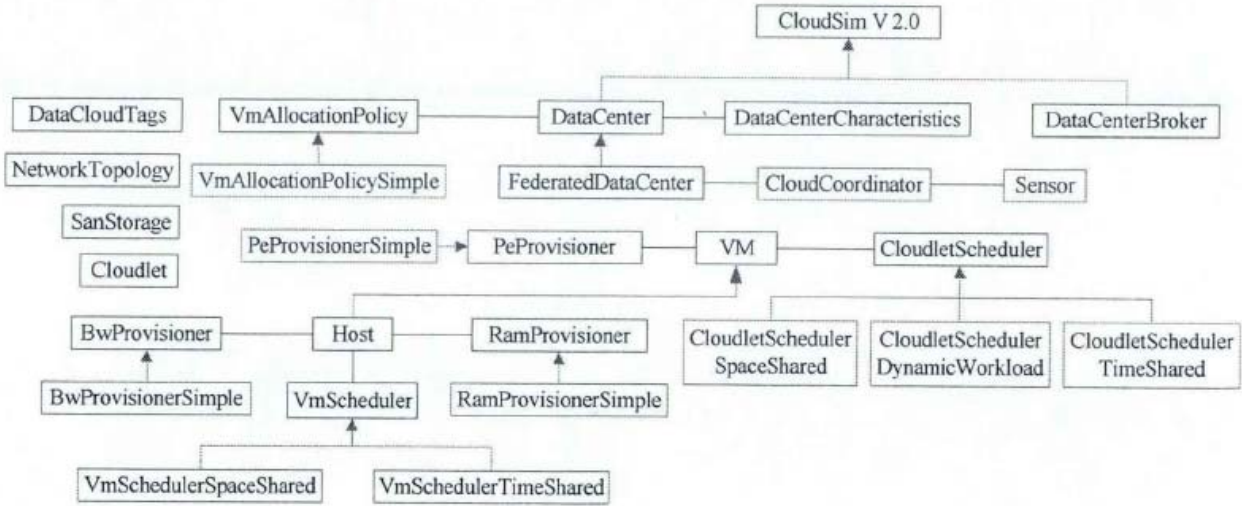 CloudSim V 2.0
DataCloudTags
VmAllocationPolicy
DataCenter
DataCenterCharacteristics
DataCenterBroker
NetworkTopology
VmAllocationPolicySimple
FederatedDataCenter
CloudCoordinator
Sensor
SanStorage
PeProvisionerSimple
PeProvisioner
VM
CloudletScheduler
Cloudlet
BwProvisioner
Host
RamProvisioner
CloudletScheduler
SpaceShared
CloudletScheduler
DynamicWorkload
CloudletScheduler
TimeShared
BwProvisionerSimple
VmScheduler
RamProvisionerSimple
VmSchedulerSpaceShared
VmSchedulerTimeShared